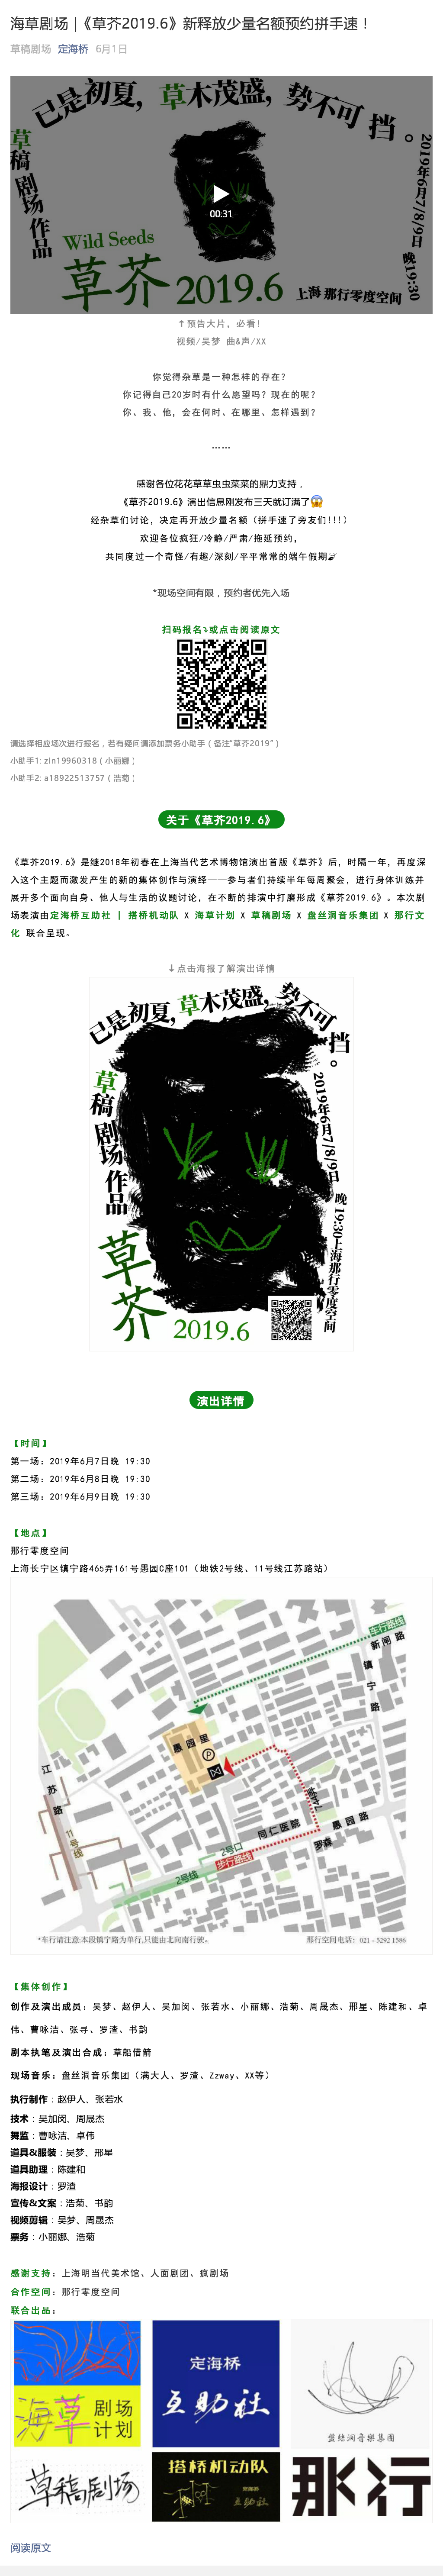 海草剧场 |《草芥2019.6》新释放少量名额预约拼手速！
草稿剧场 定海桥 6月1日
已是初夏，草木茂盛，势不可挡。
草稿剧场作品
Wild Seeds
草芥2019.6
2019年6月7/8/9日
晚19:30
上海 那行零度空间
00:31
↑预告大片，必看！
视频/吴梦 曲&声/XX
你觉得杂草是一种怎样的存在？
你记得自己20岁时有什么愿望吗？现在的呢？
你、我、他，会在何时、在哪里、怎样遇到？
……
感谢各位花花草草虫虫菜菜的鼎力支持，
《草芥2019.6》演出信息刚发布三天就订满了😱
经杂草们讨论，决定再开放少量名额（拼手速了旁友们!!!）
欢迎各位疯狂/冷静/严肃/拖延预约，
共同度过一个奇怪/有趣/深刻/平平常常的端午假期
*现场空间有限，预约者优先入场
扫码报名⤵或点击阅读原文
请选择相应场次进行报名，若有疑问请添加票务小助手（备注“草芥2019”）
小助手1: zln19960318（小丽娜）
小助手2: a18922513757（浩菊）
关于《草芥2019.6》
《草芥2019.6》是继2018年初春在上海当代艺术博物馆演出首版《草芥》后，时隔一年，再度深
入这个主题而激发产生的新的集体创作与演绎——参与者们持续半年每周聚会，进行身体训练并
展开多个面向自身、他人与生活的议题讨论，在不断的排演中打磨形成《草芥2019.6》。本次剧
场表演由定海桥互助社 | 搭桥机动队 X 海草计划 X 草稿剧场 X 盘丝洞音乐集团 X 那行文
化 联合呈现。
↓点击海报了解演出详情
已是初夏，草木茂盛，势不可挡。
草稿剧场作品
2019年6月7/8/9日 晚19:30上海那行零度空间
草芥
2019.6
演出详情
【时间】
第一场：2019年6月7日晚 19:30
第二场：2019年6月8日晚 19:30
第三场：2019年6月9日晚 19:30
【地点】
那行零度空间
上海长宁区镇宁路465弄161号愚园C座101（地铁2号线、11号线江苏路站）
车行路线
新闸路
镇宁路
愚园里
P
江苏路
11号线
2号线
2号口
步行路线
同仁医院
罗森
愚园路
*车行请注意:本段镇宁路为单行,只能由北向南行驶。
那行空间电话：021 - 5292 1586
【集体创作】
创作及演出成员：吴梦、赵伊人、吴加闵、张若水、小丽娜、浩菊、周晟杰、邢星、陈建和、卓
伟、曹咏洁、张寻、罗渣、书韵
剧本执笔及演出合成：草船借箭
现场音乐：盘丝洞音乐集团（满大人、罗渣、Zzway、XX等）
执行制作：赵伊人、张若水
技术：吴加闵、周晟杰
舞监：曹咏洁、卓伟
道具&服装：吴梦、邢星
道具助理：陈建和
海报设计：罗渣
宣传&文案：浩菊、书韵
视频剪辑：吴梦、周晟杰
票务：小丽娜、浩菊
感谢支持：上海明当代美术馆、人面剧团、疯剧场
合作空间：那行零度空间
联合出品：
海草剧场计划
定海桥
互助社
盘丝洞音樂集团
草稿剧场
搭桥机动队
定海桥
互助社
那行
阅读原文